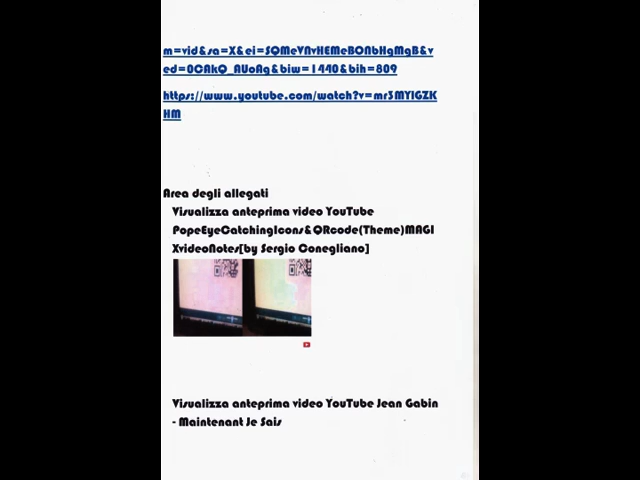 m=vid&sa=X&ei=SQMeVNvHEMeBONbHgMgB&v
ed=0CAkQ_AUoAg&biw=1440&bih=809
https://www.youtube.com/watch?v=mr3MYIGZK
HM
Area degli allegati
Visualizza anteprima video YouTube
PopeEyeCatchingIcons&QRcode(Theme)MAGI
XvideoNotes[by Sergio Conegliano]
Visualizza anteprima video YouTube Jean Gabin
- Maintenant Je Sais